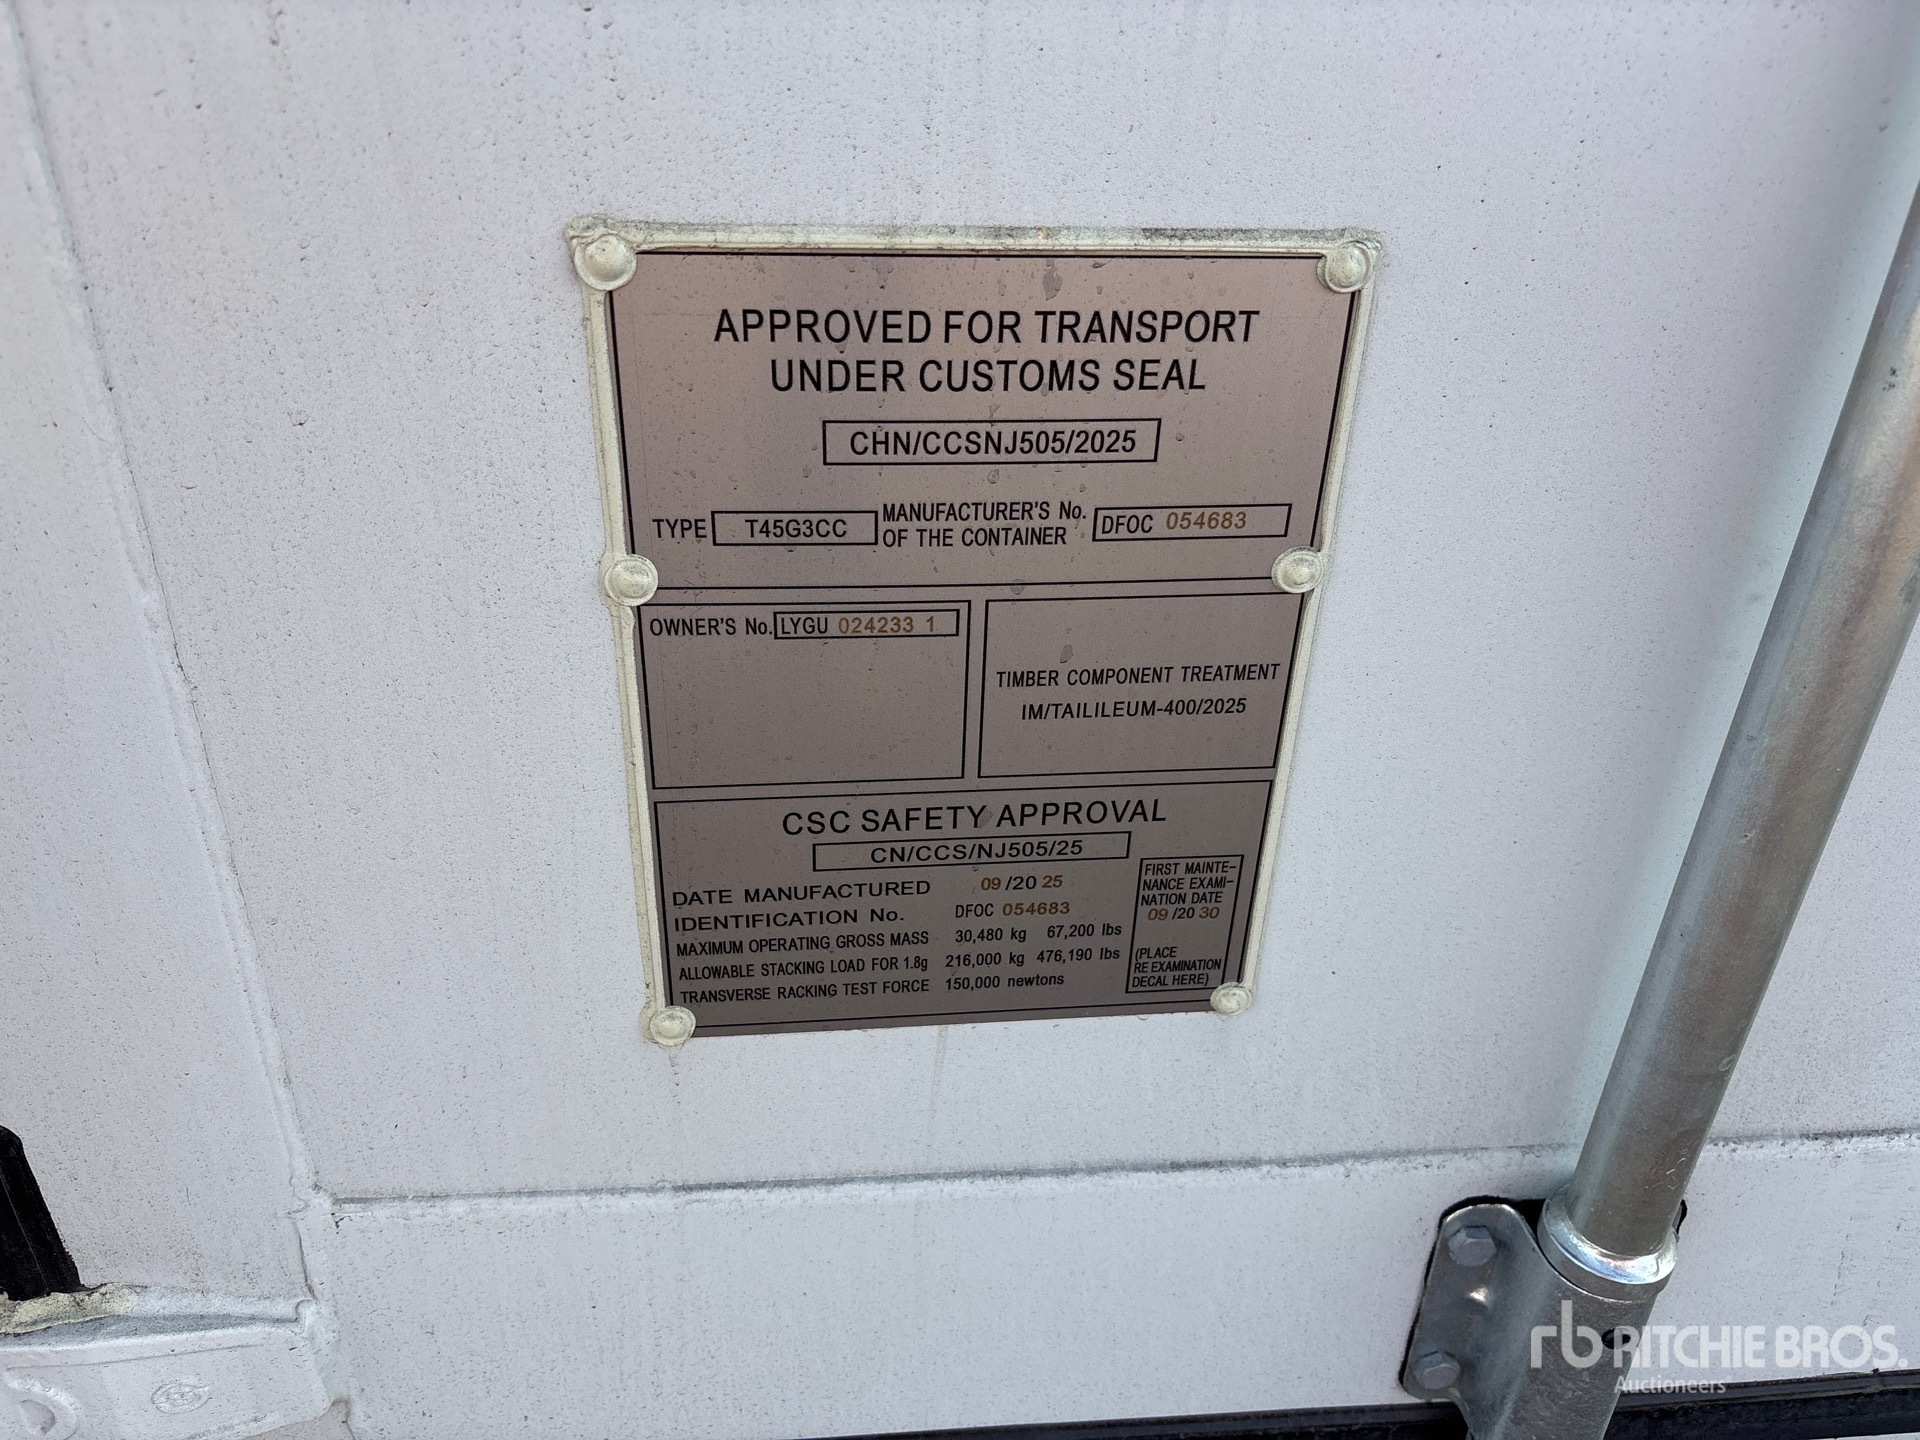 APPROVED FOR TRANSPORT
UNDER CUSTOMS SEAL
CHN/CCSNJ505/2025
TYPE T45G3CC MANUFACTURER'S No. OF THE CONTAINER DFOC 054683
OWNER'S No. LYGU 024233 1
TIMBER COMPONENT TREATMENT
IM/TAILILEUM-400/2025
CSC SAFETY APPROVAL
CN/CCS/NJ505/25
DATE MANUFACTURED 09 /20 25
IDENTIFICATION No. DFOC 054683
MAXIMUM OPERATING GROSS MASS 30,480 kg 67,200 lbs
ALLOWABLE STACKING LOAD FOR 1.8g 216,000 kg 476,190 lbs
TRANSVERSE RACKING TEST FORCE 150,000 newtons
FIRST MAINTE-
NANCE EXAMI-
NATION DATE
09 /20 30
(PLACE
RE EXAMINATION
DECAL HERE)
rb RITCHIE BROS.
Auctioneers